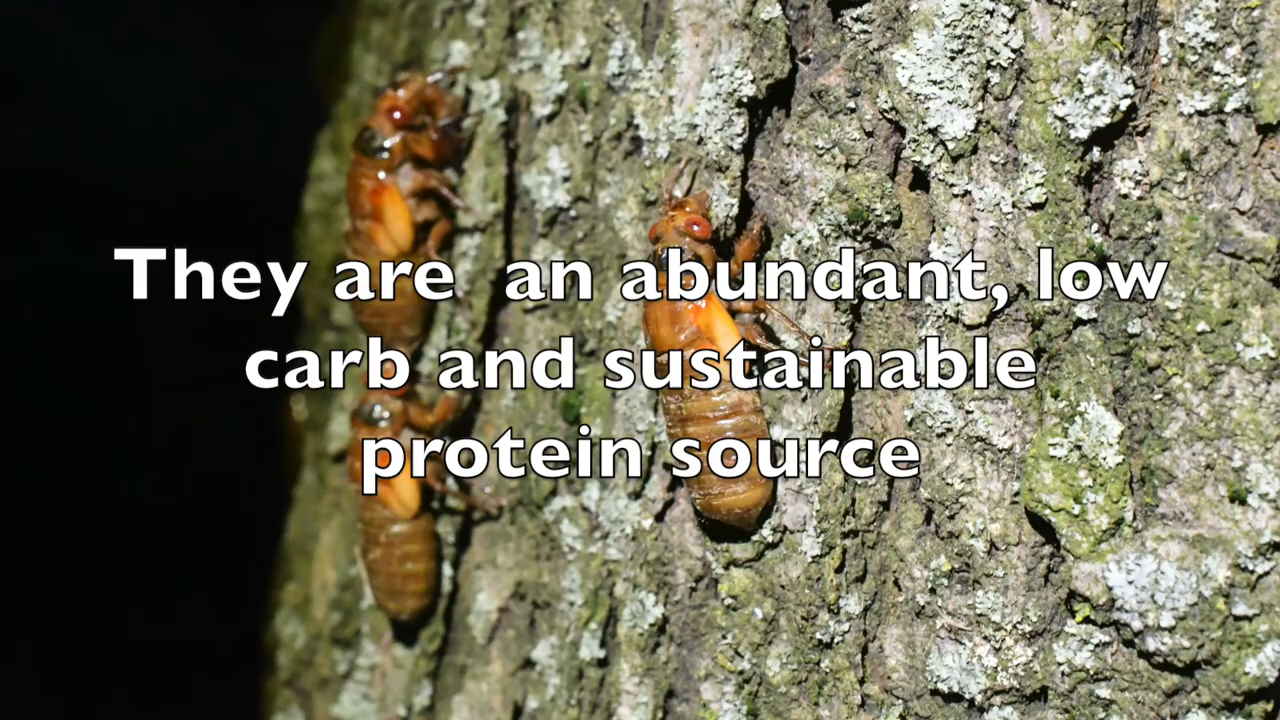 They are  an abundant, low
carb and sustainable
protein source